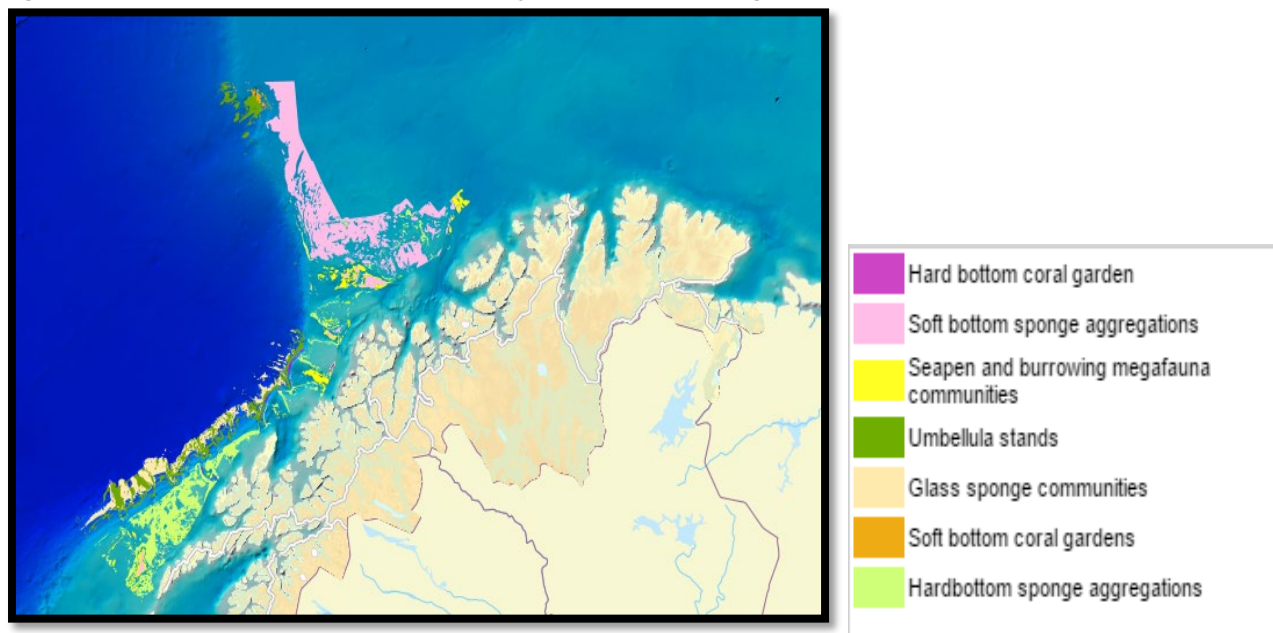 Hard bottom coral garden
Soft bottom sponge aggregations
Seapen and burrowing megafauna
communities
Umbellula stands
Glass sponge communities
Soft bottom coral gardens
Hardbottom sponge aggregations